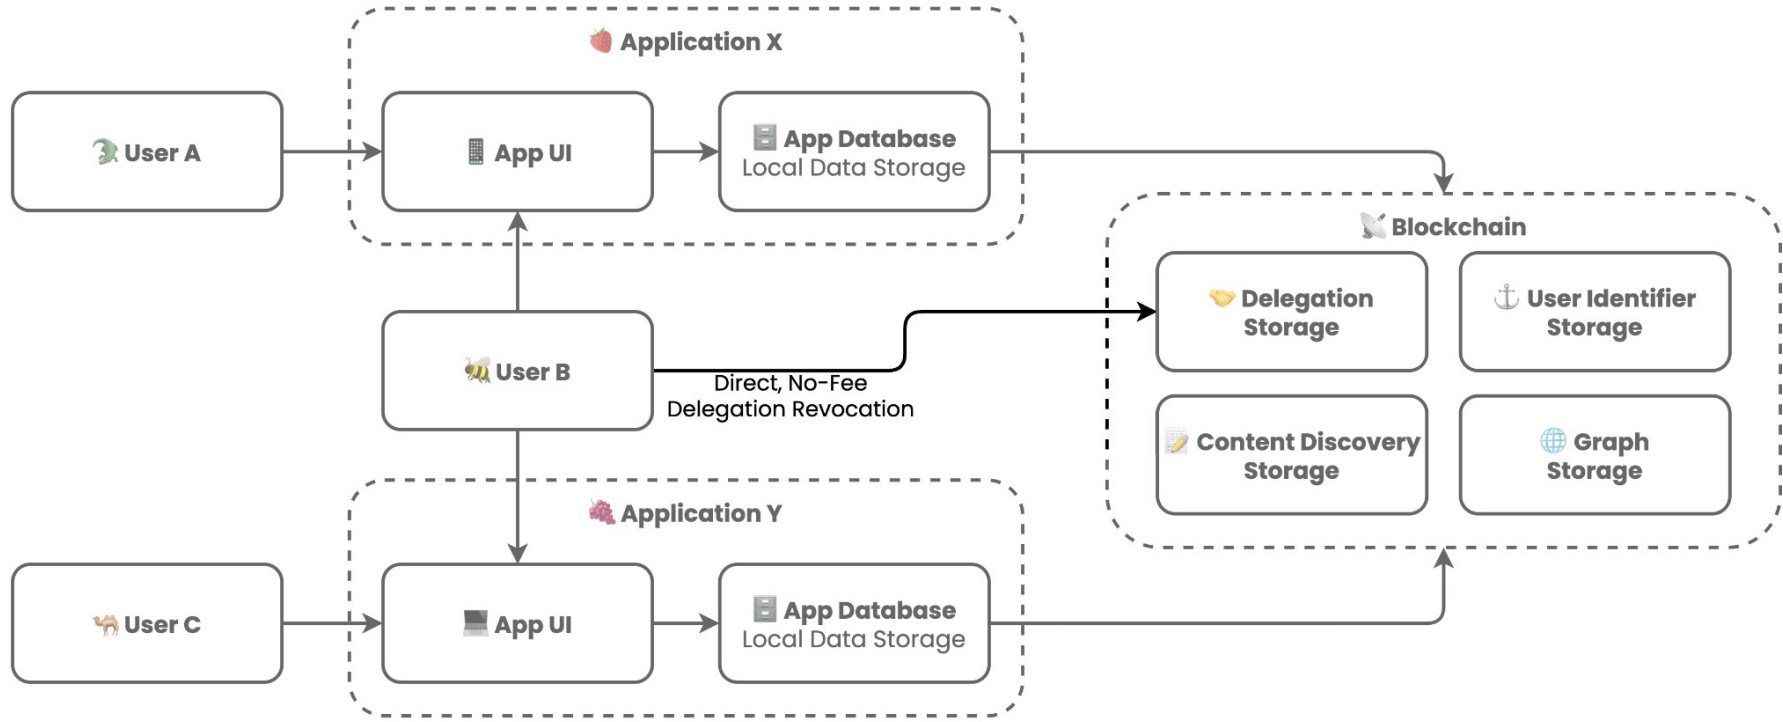 Application X
User A
App UI
App Database
Local Data Storage
Blockchain
Delegation
Storage
User Identifier
Storage
User B
Direct, No-Fee
Delegation Revocation
Content Discovery
Storage
Graph
Storage
Application Y
User C
App UI
App Database
Local Data Storage